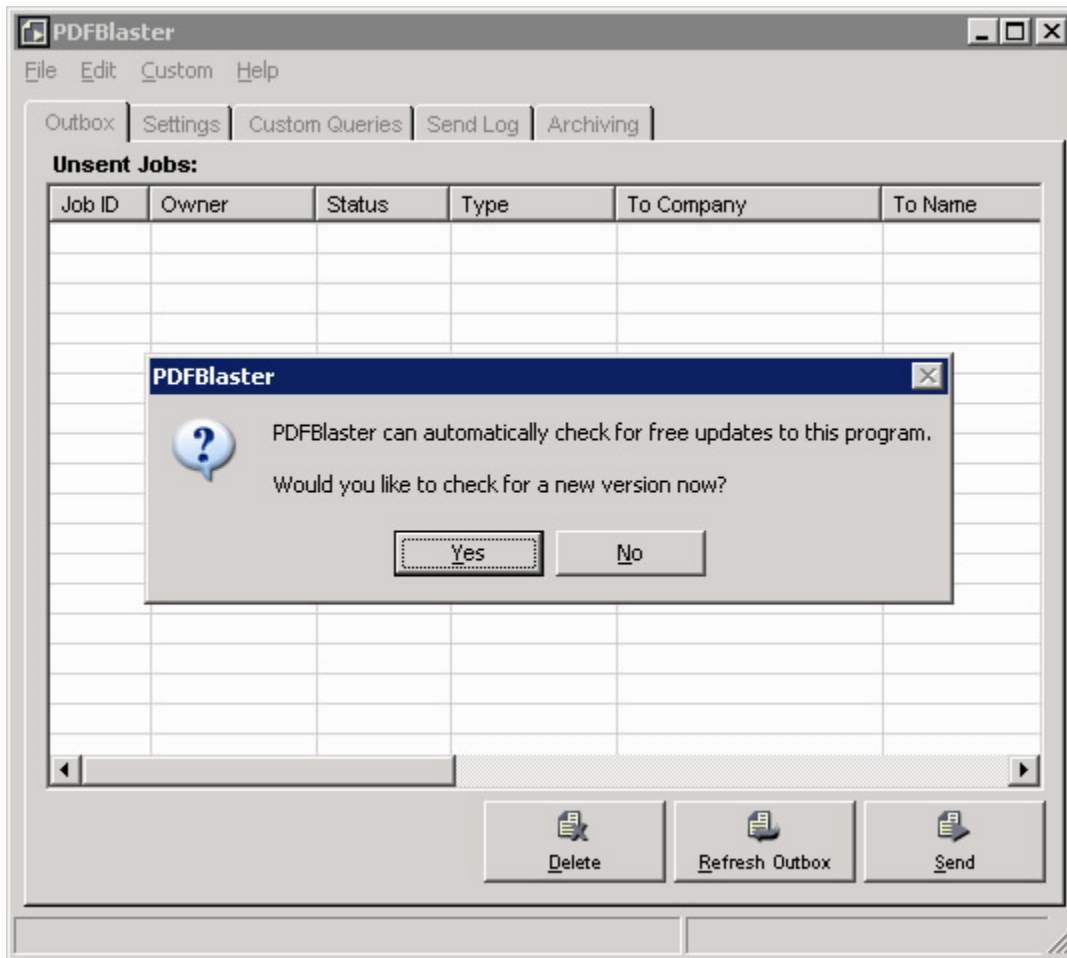 PDFBlaster
File Edit Custom Help
Outbox Settings Custom Queries Send Log Archiving
Unsent Jobs:
Job ID Owner Status Type To Company To Name
PDFBlaster
PDFBlaster can automatically check for free updates to this program.
Would you like to check for a new version now?
Yes No
Delete Refresh Outbox Send